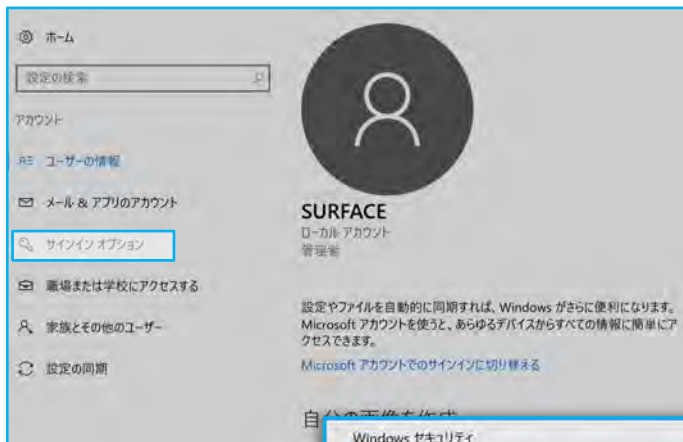 ホーム
設定の検索
アカウント
ユーザーの情報
メール & アプリのアカウント
サインイン オプション
職場または学校にアクセスする
家族とその他のユーザー
設定の同期
SURFACE
ローカル アカウント
管理者
設定やファイルを自動的に同期すれば、Windows がさらに便利になります。
Microsoft アカウントを使うと、あらゆるデバイスからすべての情報に簡単にア
クセスできます。
Microsoft アカウントでのサインインに切り替える
自分の画像を作成
Windows セキュリティ